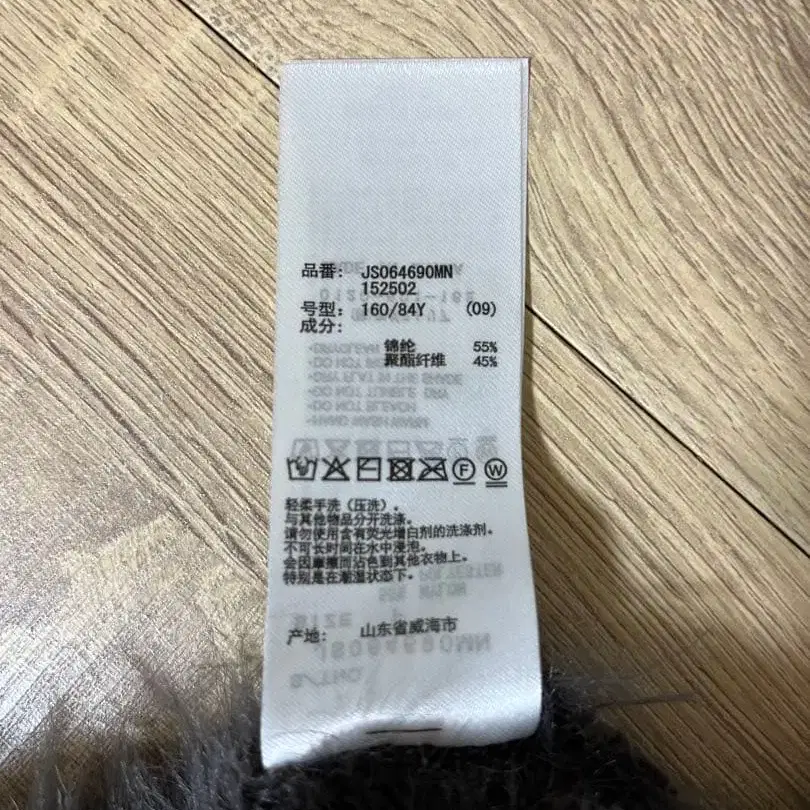 品番: JS064690MN
152502
号型: 160/84Y (09)
成分:
锦纶 55%
聚酯纤维 45%
F W
轻柔手洗（压洗）。
与其他物品分开洗涤。
请勿使用含有荧光增白剂的洗涤剂。
不可长时间在水中浸泡。
会因摩擦而沾色到其他衣物上。
特别是在潮湿状态下。
产地: 山东省威海市